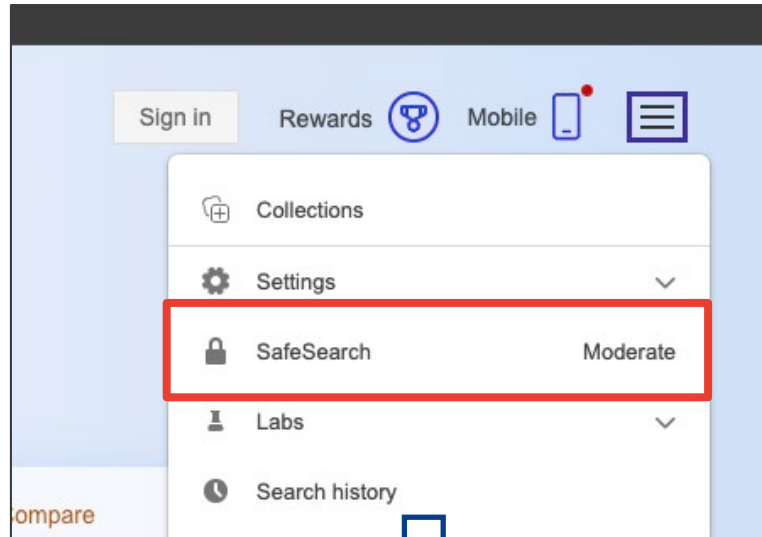 Sign in Rewards Mobile
Collections
Settings
SafeSearch Moderate
Labs
Search history
ompare